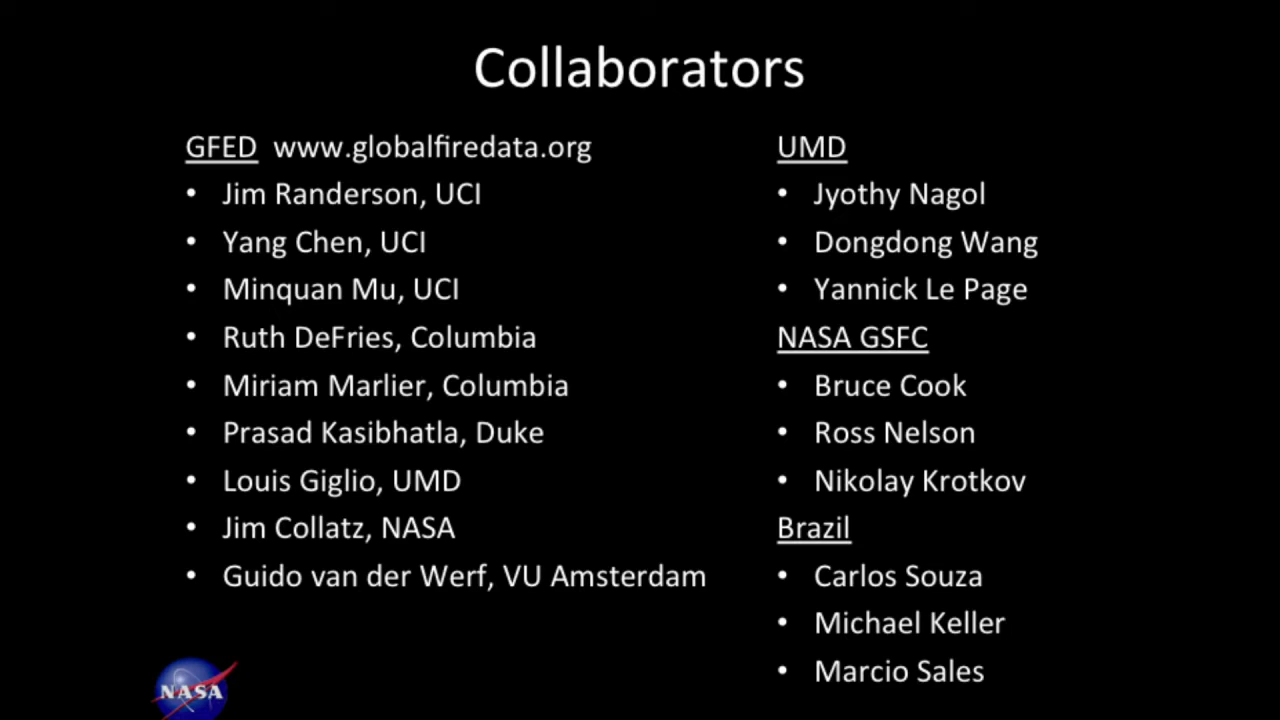 Collaborators
GFED www.globalfiredata.org
• Jim Randerson, UCI
• Yang Chen, UCI
• Minquan Mu, UCI
• Ruth DeFries, Columbia
• Miriam Marlier, Columbia
• Prasad Kasibhatla, Duke
• Louis Giglio, UMD
• Jim Collatz, NASA
• Guido van der Werf, VU Amsterdam
UMD
• Jyothy Nagol
• Dongdong Wang
• Yannick Le Page
NASA GSFC
• Bruce Cook
• Ross Nelson
• Nikolay Krotkov
Brazil
• Carlos Souza
• Michael Keller
• Marcio Sales
NASA